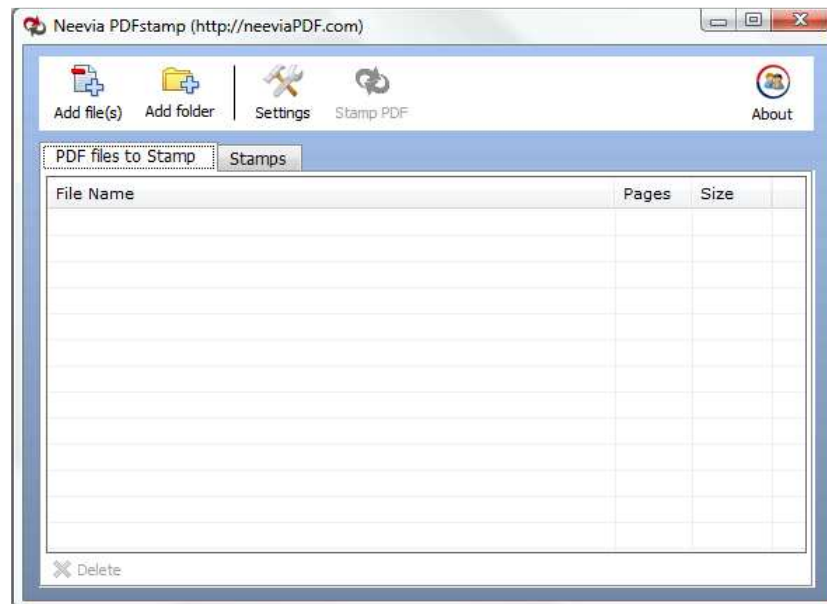 Neevia PDFstamp (http://neeviaPDF.com)
Add file(s) Add folder Settings Stamp PDF About
PDF files to Stamp Stamps
File Name Pages Size
Delete